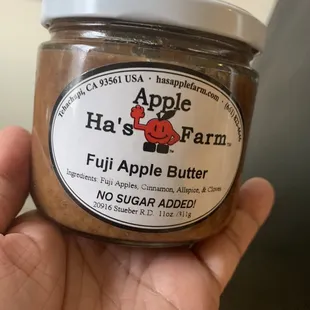 Tehachapi, CA 93561 USA • hasapplefarm.com •
Apple
Ha's Farm
Fuji Apple Butter
Ingredients: Fuji Apples, Cinnamon, Allspice, & Cloves
NO SUGAR ADDED!
20916 Stueber R.D. 11oz./311g